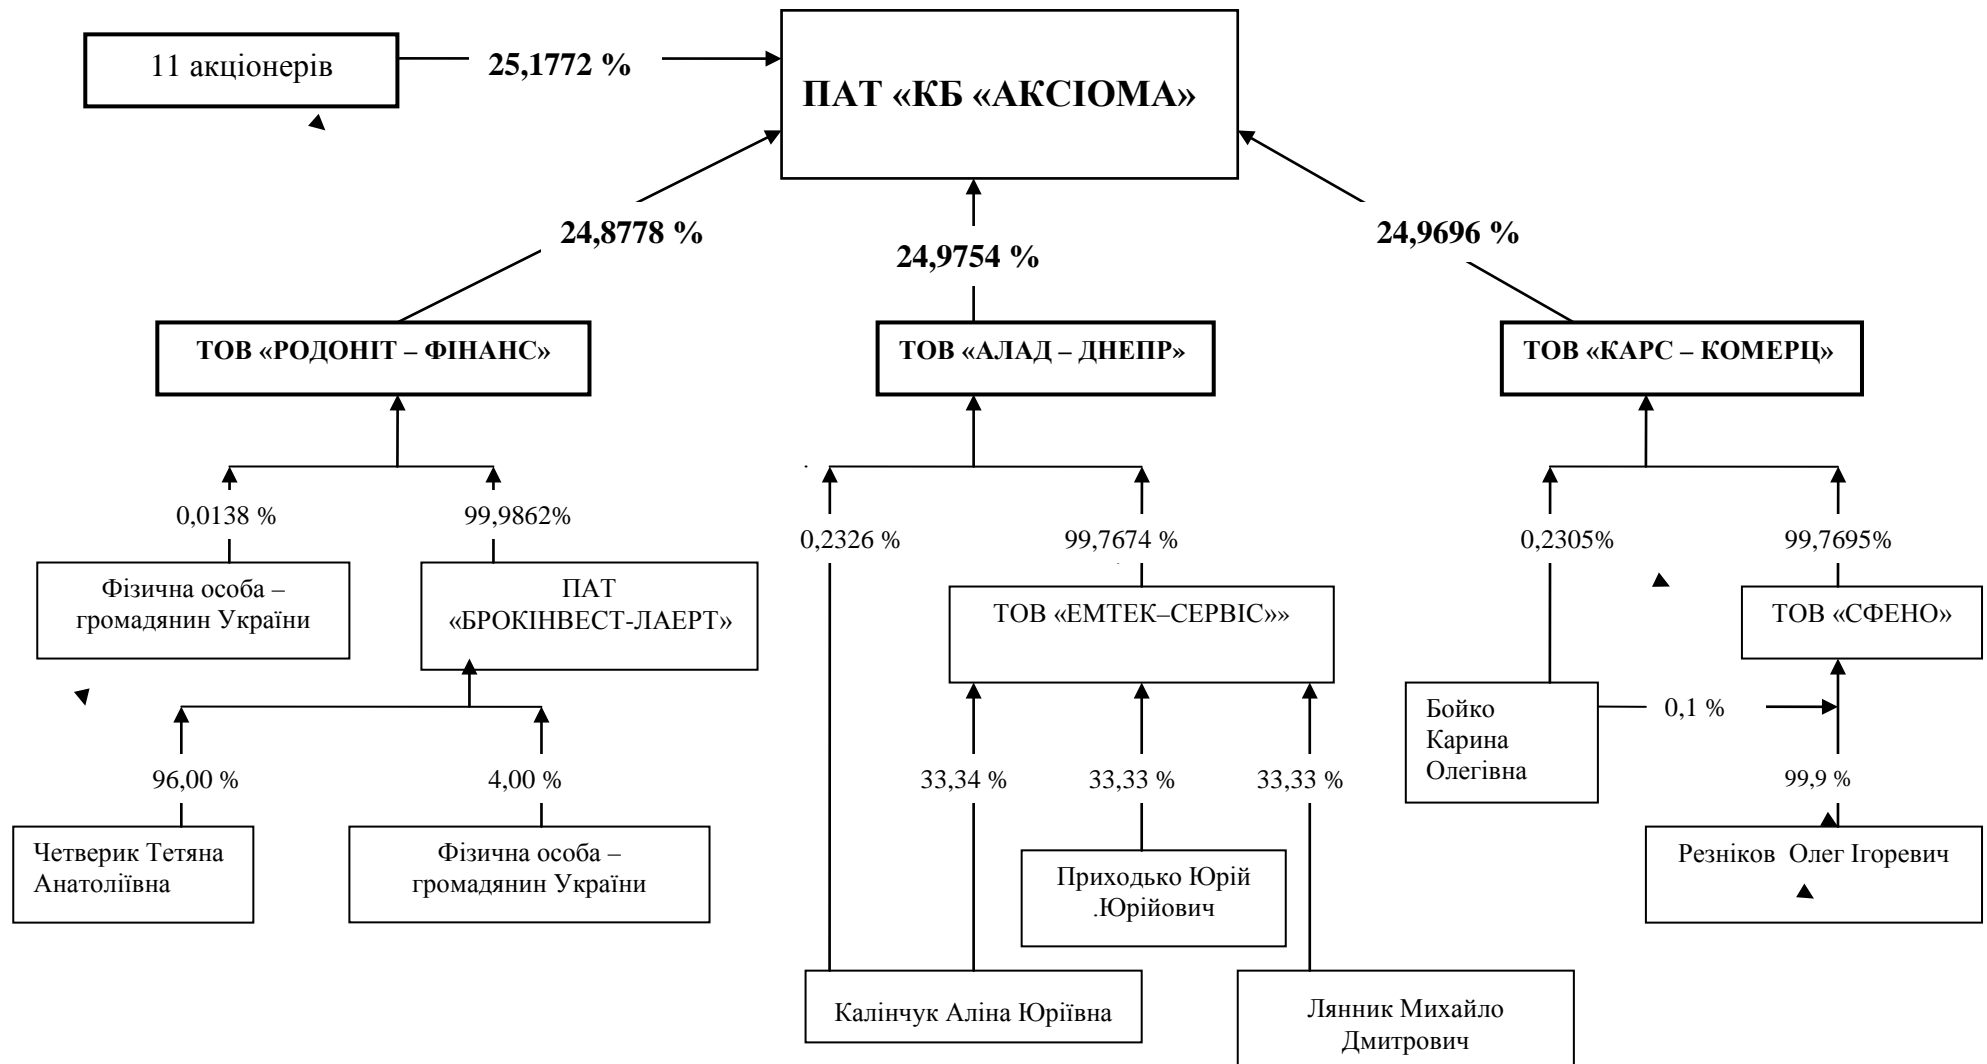 11 акціонерів
25,1772 %
ПАТ «КБ «АКСІОМА»
24,8778 %
24,9754 %
24,9696 %
ТОВ «РОДОНІТ – ФІНАНС»
ТОВ «АЛАД – ДНЕПР»
ТОВ «КАРС – КОМЕРЦ»
0,0138 %
99,9862%
0,2326 %
99,7674 %
0,2305%
99,7695%
Фізична особа –
громадянин України
ПАТ
«БРОКІНВЕСТ-ЛАЕРТ»
ТОВ «ЕМТЕК–СЕРВІС»»
ТОВ «СФЕНО»
Бойко
Карина
Олегівна
0,1 %
96,00 %
4,00 %
33,34 %
33,33 %
33,33 %
99,9 %
Четверик Тетяна
Анатоліївна
Фізична особа –
громадянин України
Приходько Юрій
.Юрійович
Резніков Олег Ігоревич
Калінчук Аліна Юріївна
Лянник Михайло
Дмитрович